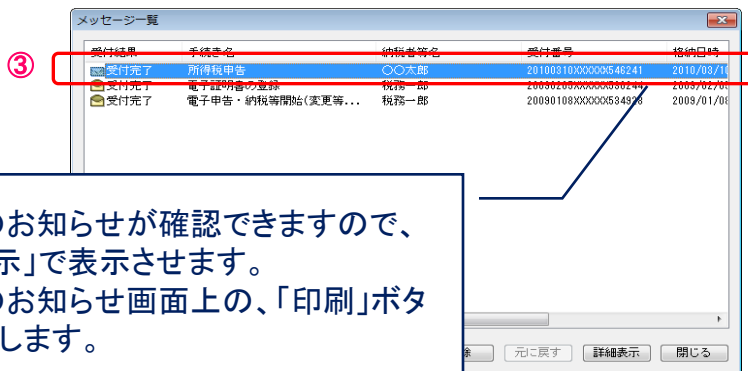 メッセージ一覧
受付結果 手続き名 納税者等名 受付番号 格納日時
③
受付完了 所得税申告 〇〇太郎 20100310XXXXXX546241 2010/03/10
受付完了 電子証明書の登録 税務一郎
受付完了 電子申告・納税等開始(変更等... 税務一郎 20090108XXXXXX534928 2009/01/08
のお知らせが確認できますので、
示」で表示させます。
のお知らせ画面上の、「印刷」ボタ
します。
元に戻す 詳細表示 閉じる